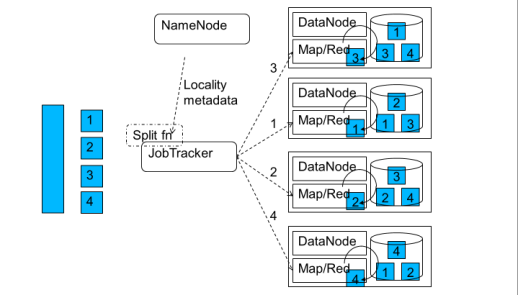 NameNode
Locality
metadata
Split fn
JobTracker
1
2
3
4
3
1
2
4
DataNode
Map/Red
3
1
3
4
DataNode
Map/Red
1
2
1
3
DataNode
Map/Red
2
3
2
4
DataNode
Map/Red
4
4
1
2